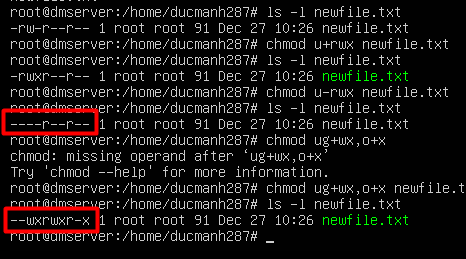 root@dmserver:/home/ducmanh287# ls -l newfile.txt
-rw-r--r-- 1 root root 91 Dec 27 10:26 newfile.txt
root@dmserver:/home/ducmanh287# chmod u+rwx newfile.txt
root@dmserver:/home/ducmanh287# ls -l newfile.txt
-rwxr--r-- 1 root root 91 Dec 27 10:26 newfile.txt
root@dmserver:/home/ducmanh287# chmod u-rwx newfile.txt
root@dmserver:/home/ducmanh287# ls -l newfile.txt
----r--r-- 1 root root 91 Dec 27 10:26 newfile.txt
root@dmserver:/home/ducmanh287# chmod ug+wx,o+x
chmod: missing operand after ‘ug+wx,o+x’
Try 'chmod --help' for more information.
root@dmserver:/home/ducmanh287# chmod ug+wx,o+x newfile.t
root@dmserver:/home/ducmanh287# ls -l newfile.txt
--wxrwxr-x 1 root root 91 Dec 27 10:26 newfile.txt
root@dmserver:/home/ducmanh287# _